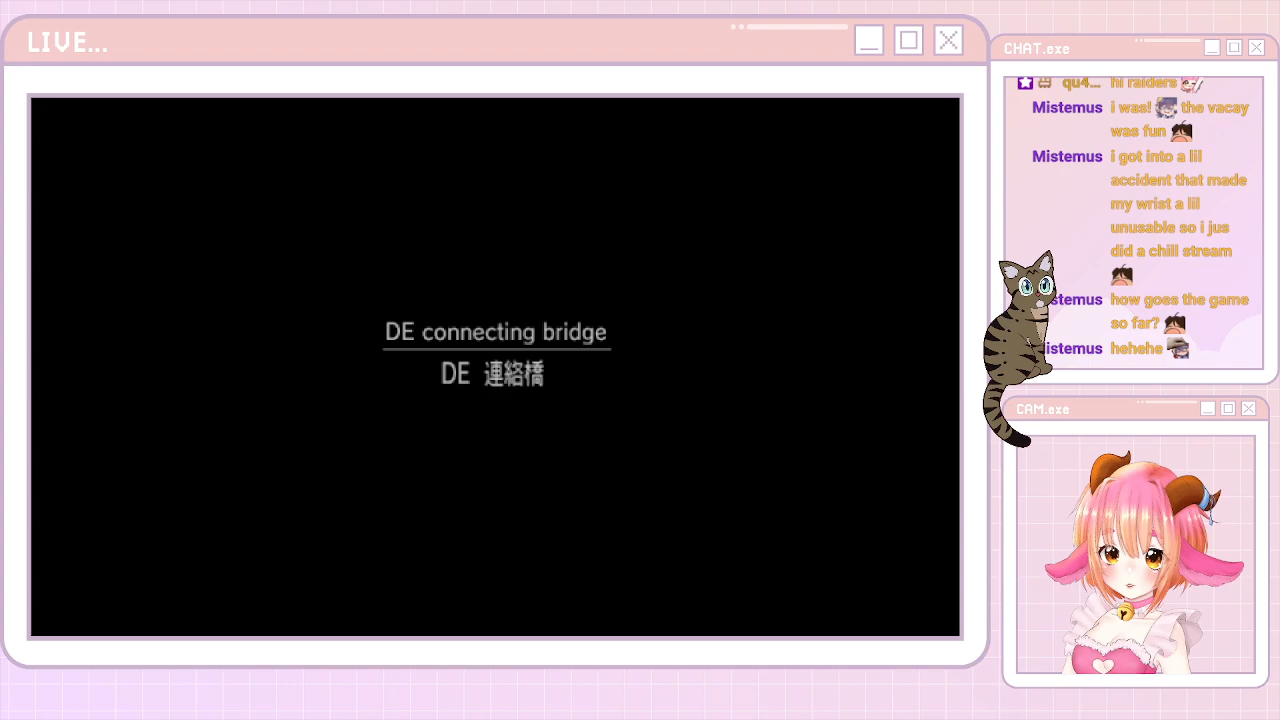 LIVE...
DE connecting bridge
DE 連絡橋
CHAT.exe
qu4... hi raiders
Mistemus i was! the vacay
was fun
Mistemus i got into a lil
accident that made
my wrist a lil
unusable so i jus
did a chill stream
stemus how goes the game
so far?
istemus hehehe
CAM.exe